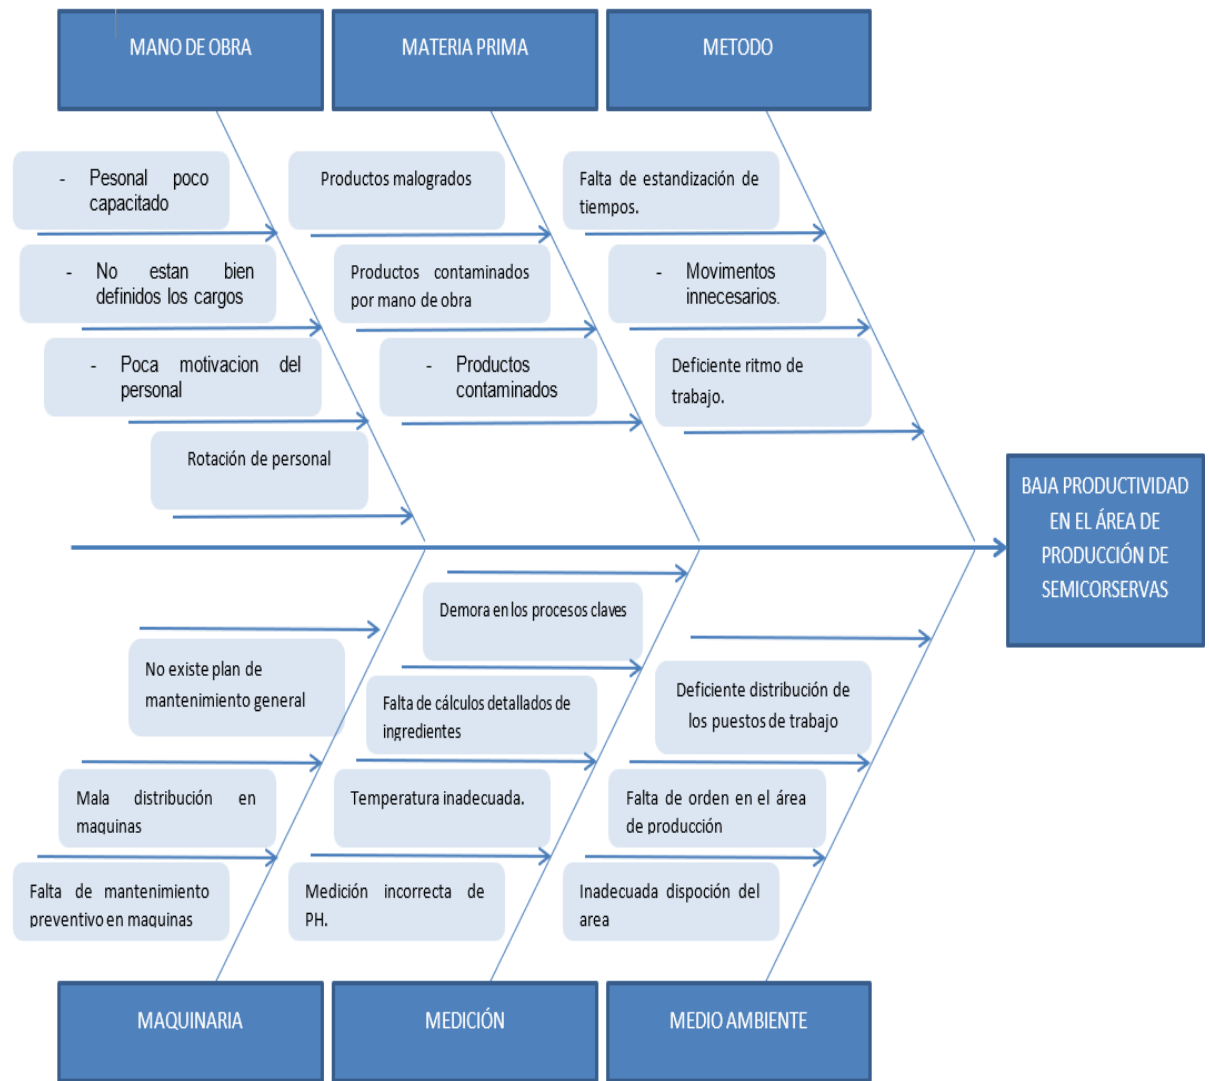 MANO DE OBRA
MATERIA PRIMA
METODO
- Pesonal poco
capacitado
- No estan bien
definidos los cargos
- Poca motivacion del
personal
Rotación de personal
Productos malogrados
Productos contaminados
por mano de obra
- Productos
contaminados
Falta de estandización de
tiempos.
- Movimentos
innecesarios.
Deficiente ritmo de
trabajo.
BAJA PRODUCTIVIDAD
EN EL ÁREA DE
PRODUCCIÓN DE
SEMICORSERVAS
No existe plan de
mantenimiento general
Mala distribución en
maquinas
Falta de mantenimiento
preventivo en maquinas
Demora en los procesos claves
Falta de cálculos detallados de
ingredientes
Temperatura inadecuada.
Medición incorrecta de
PH.
Deficiente distribución de
los puestos de trabajo
Falta de orden en el área
de producción
Inadecuada dispoción del
area
MAQUINARIA
MEDICIÓN
MEDIO AMBIENTE